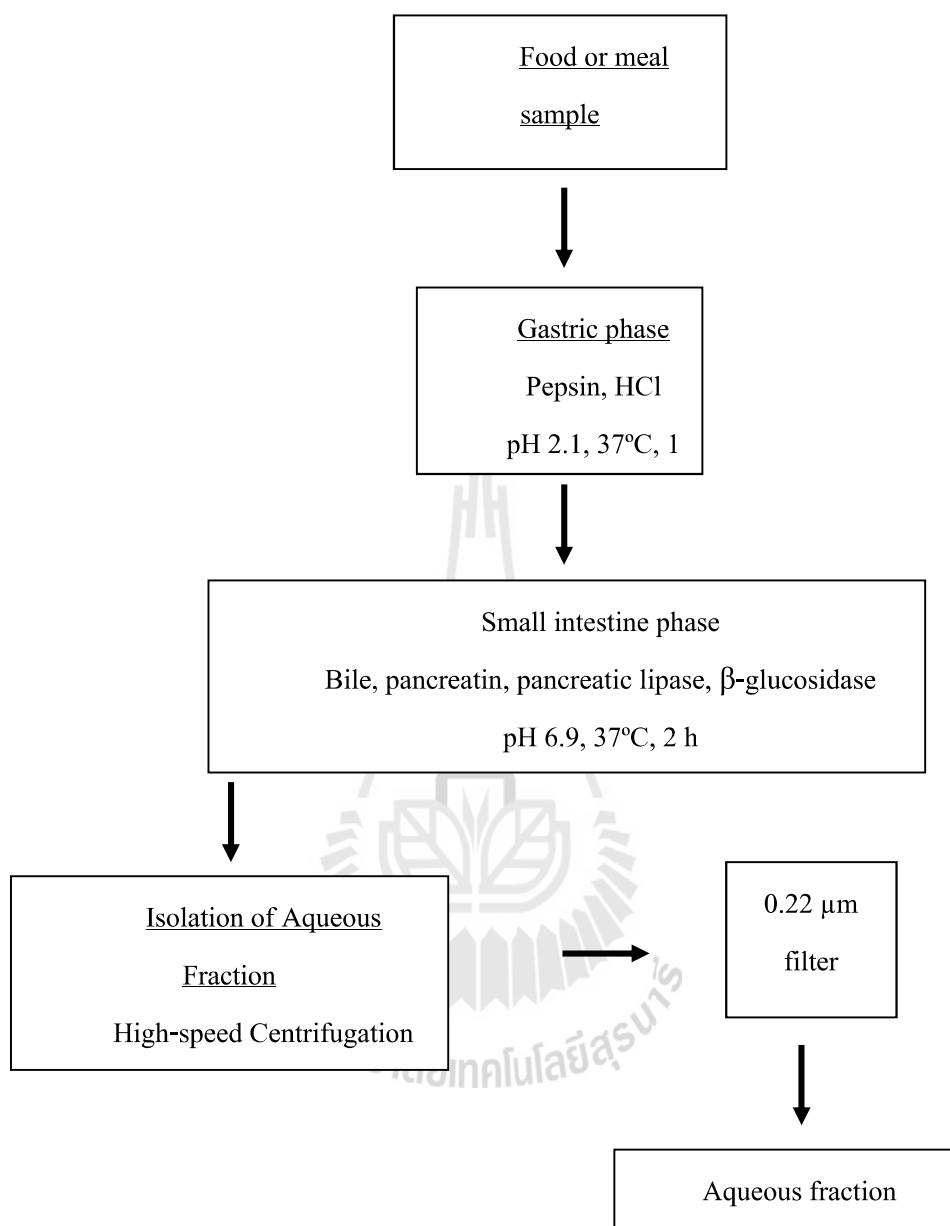 Food or meal
sample
Gastric phase
Pepsin, HCl
pH 2.1, 37ºC, 1
Small intestine phase
Bile, pancreatin, pancreatic lipase, β-glucosidase
pH 6.9, 37ºC, 2 h
Isolation of Aqueous
Fraction
High-speed Centrifugation
0.22 µm
filter
Aqueous fraction